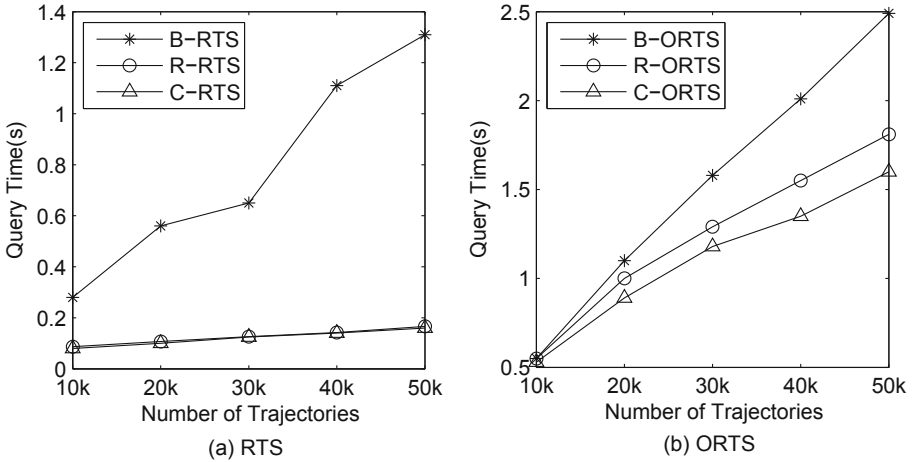 1.4
1.2
1
0.8
0.6
0.4
0.2
0
Query Time(s)
B−RTS
R−RTS
C−RTS
10k 20k 30k 40k 50k
Number of Trajectories
(a) RTS
2.5
2
1.5
1
0.5
Query Time(s)
B−ORTS
R−ORTS
C−ORTS
10k 20k 30k 40k 50k
Number of Trajectories
(b) ORTS